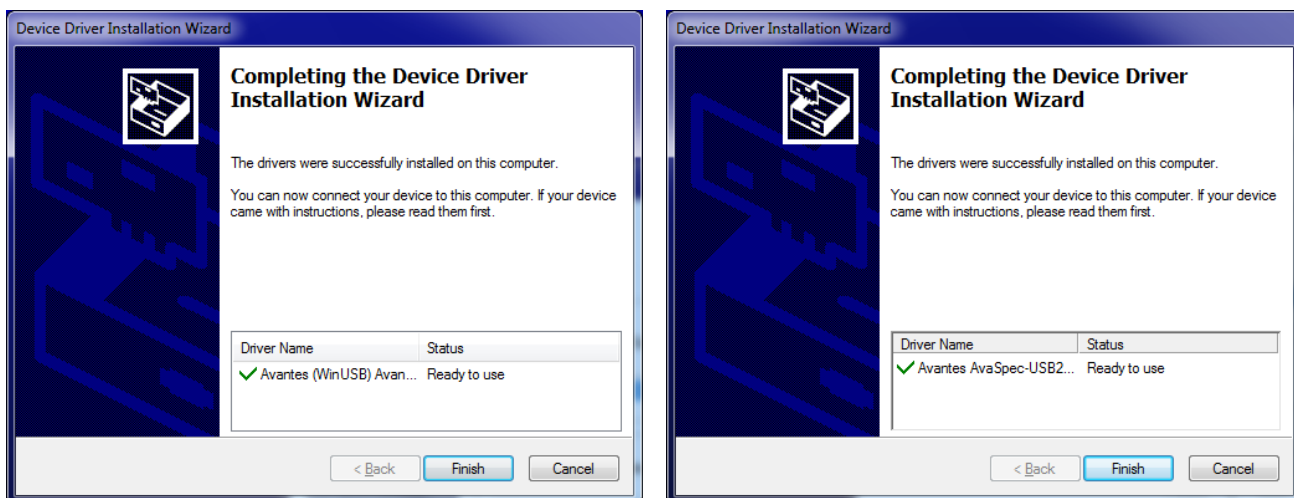 Device Driver Installation Wizard
Completing the Device Driver
Installation Wizard
The drivers were successfully installed on this computer.
You can now connect your device to this computer. If your device
came with instructions, please read them first.
Driver Name Status
Avantes (WinUSB) Avan... Ready to use
< Back Finish Cancel
Device Driver Installation Wizard
Completing the Device Driver
Installation Wizard
The drivers were successfully installed on this computer.
You can now connect your device to this computer. If your device
came with instructions, please read them first.
Driver Name Status
Avantes AvaSpec-USB2... Ready to use
< Back Finish Cancel